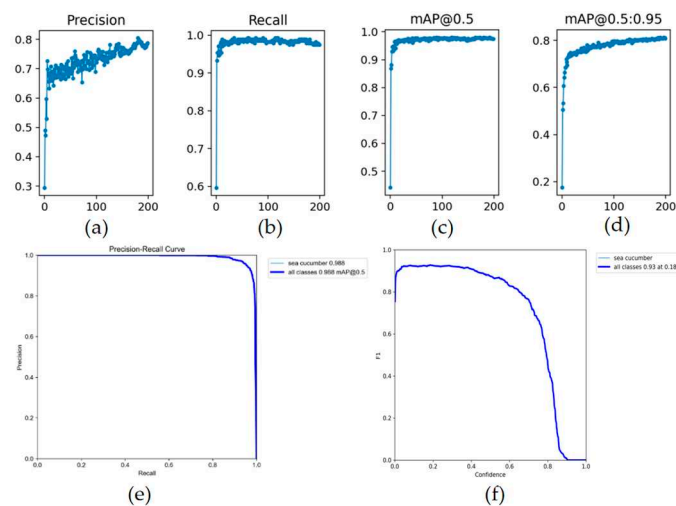 Precision
0.8
0.7
0.6
0.5
0.4
0.3
0 100 200
(a)
Recall
1.0
0.9
0.8
0.7
0.6
0 100 200
(b)
mAP@0.5
1.0
0.9
0.8
0.7
0.6
0.5
0 100 200
(c)
mAP@0.5:0.95
0.8
0.6
0.4
0.2
0 100 200
(d)
Precision-Recall Curve
1.0
0.8
0.6
0.4
0.2
0.0
Precision
0.0 0.2 0.4 0.6 0.8 1.0
Recall
sea cucumber 0.988
all classes 0.988 mAP@0.5
(e)
1.0
0.8
0.6
0.4
0.2
0.0
F1
0.0 0.2 0.4 0.6 0.8 1.0
Confidence
sea cucumber
all classes 0.93 at 0.18
(f)